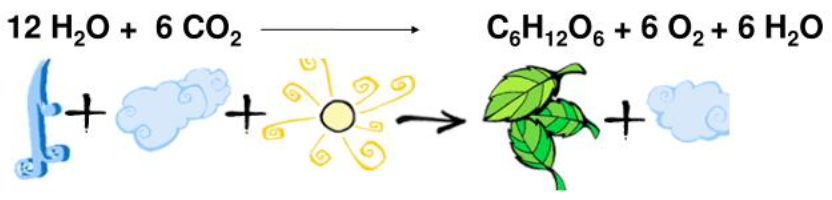 12 H₂O + 6 CO₂ ⟶ C₆H₁₂O₆ + 6 O₂ + 6 H₂O
+ + → +